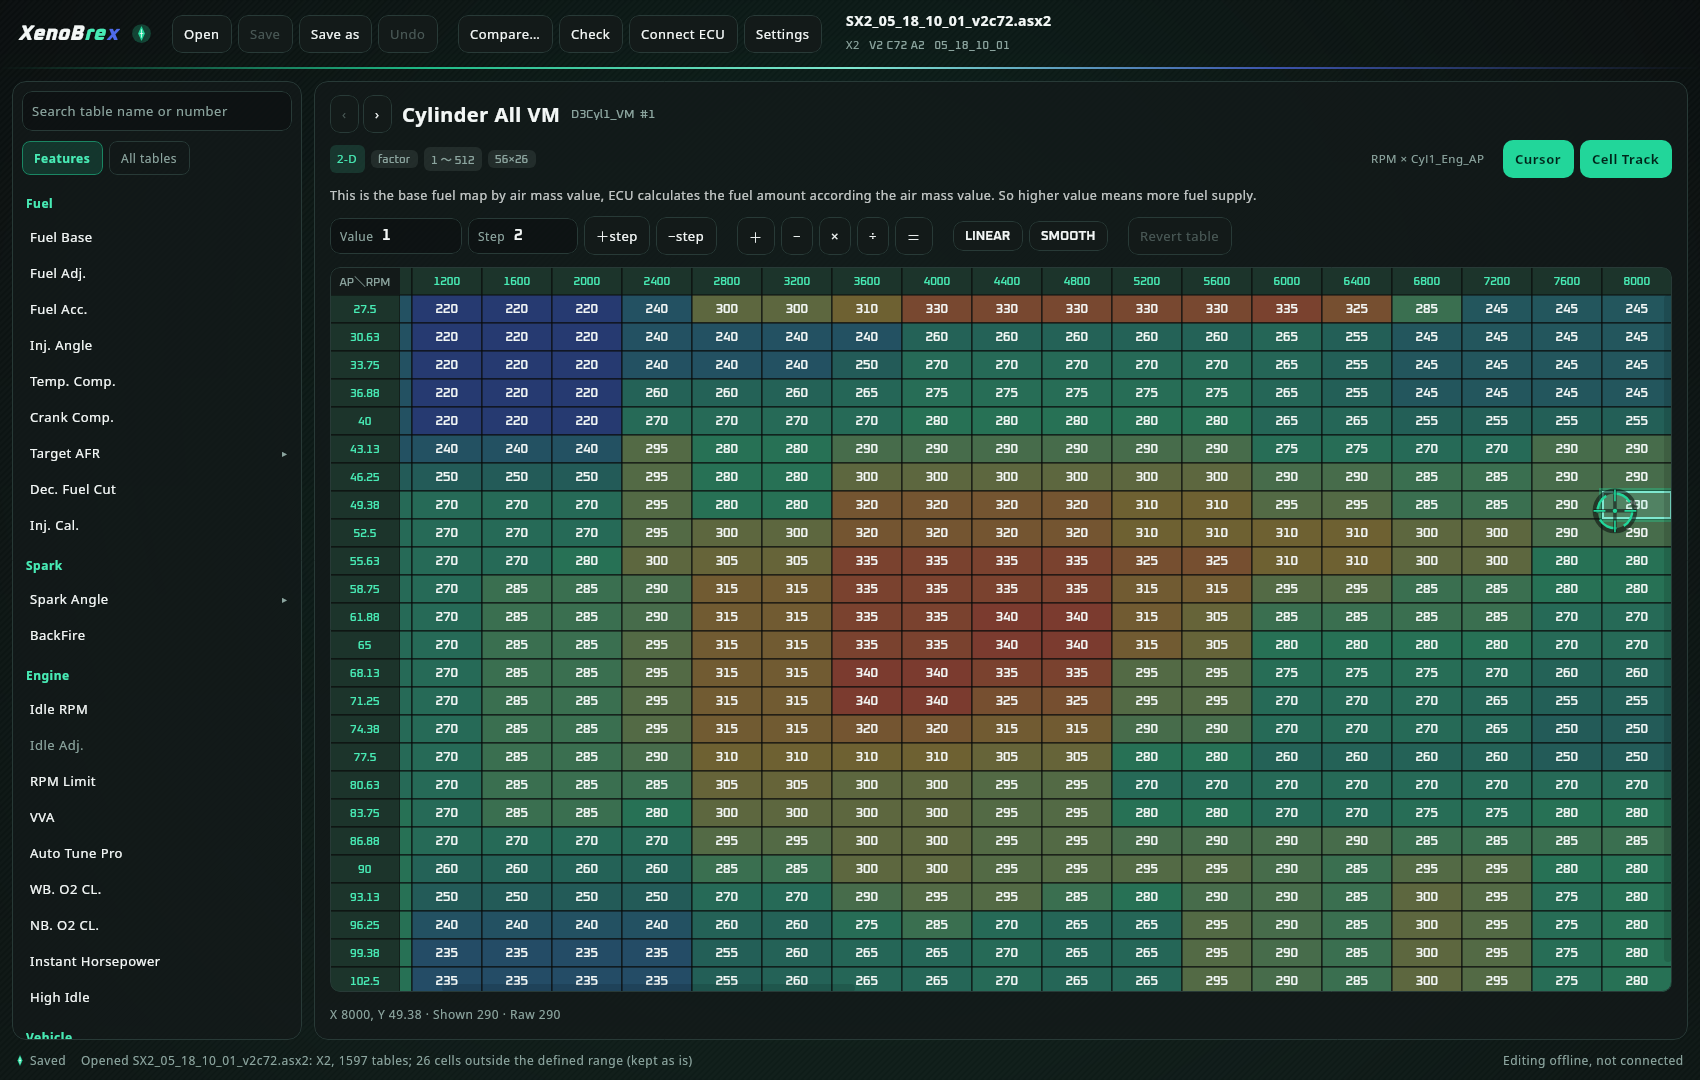 XenoBrex Open Save Save as Undo Compare... Check Connect ECU Settings SX2_05_18_10_01_v2c72.asx2
X2 V2 C72 A2 05_18_10_01
Search table name or number
Features All tables
Fuel
Fuel Base
Fuel Adj.
Fuel Acc.
Inj. Angle
Temp. Comp.
Crank Comp.
Target AFR ▸
Dec. Fuel Cut
Inj. Cal.
Spark
Spark Angle ▸
BackFire
Engine
Idle RPM
Idle Adj.
RPM Limit
VVA
Auto Tune Pro
WB. O2 CL.
NB. O2 CL.
Instant Horsepower
High Idle
Vehicle
‹ › Cylinder All VM D3Cyl1_VM #1
2-D factor 1～512 56×26 RPM × Cyl1_Eng_AP Cursor Cell Track
This is the base fuel map by air mass value, ECU calculates the fuel amount according the air mass value. So higher value means more fuel supply.
Value 1 Step 2 +step −step + − × ÷ = LINEAR SMOOTH Revert table
AP＼RPM 1200 1600 2000 2400 2800 3200 3600 4000 4400 4800 5200 5600 6000 6400 6800 7200 7600 8000
27.5 220 220 220 240 300 300 310 330 330 330 330 330 335 325 285 245 245 245
30.63 220 220 220 240 240 240 240 260 260 260 260 260 265 255 245 245 245 245
33.75 220 220 220 240 240 240 250 270 270 270 270 270 265 255 245 245 245 245
36.88 220 220 220 260 260 260 265 275 275 275 275 275 265 255 245 245 245 245
40 220 220 220 270 270 270 270 280 280 280 280 280 265 265 255 255 255 255
43.13 240 240 240 295 280 280 290 290 290 290 290 290 275 275 270 270 290 290
46.25 250 250 250 295 280 280 300 300 300 300 300 300 290 290 285 285 290 290
49.38 270 270 270 295 280 280 320 320 320 320 310 310 295 295 285 285 290 290
52.5 270 270 270 295 300 300 320 320 320 320 310 310 310 310 300 300 290 290
55.63 270 270 280 300 305 305 335 335 335 335 325 325 310 310 300 300 280 280
58.75 270 285 285 290 315 315 335 335 335 335 315 315 295 295 285 285 280 280
61.88 270 285 285 290 315 315 335 335 340 340 315 305 285 285 285 280 270 270
65 270 285 285 295 315 315 335 335 340 340 315 305 280 280 280 280 270 270
68.13 270 285 285 295 315 315 340 340 335 335 295 295 275 275 275 270 260 260
71.25 270 285 285 295 315 315 340 340 325 325 295 295 270 270 270 265 255 255
74.38 270 285 285 295 315 315 320 320 315 315 290 290 270 270 270 265 250 250
77.5 270 285 285 290 310 310 310 310 305 305 280 280 260 260 260 260 250 250
80.63 270 285 285 285 305 305 300 300 295 295 270 270 270 270 270 265 265 265
83.75 270 285 285 280 300 300 300 300 295 295 280 280 270 270 270 275 275 280
86.88 270 270 270 270 295 295 300 300 295 295 290 290 290 290 285 285 285 285
90 260 260 260 260 285 285 300 300 295 295 295 295 290 285 295 295 280 280
93.13 250 250 250 250 270 270 290 295 295 285 280 290 290 285 300 295 275 280
96.25 240 240 240 240 260 260 275 285 270 265 265 295 290 285 300 295 275 280
99.38 235 235 235 235 255 260 265 265 270 265 265 295 290 285 300 295 275 280
102.5 235 235 235 235 255 260 265 265 270 265 265 295 290 285 300 295 275 280
X 8000, Y 49.38 · Shown 290 · Raw 290
Saved Opened SX2_05_18_10_01_v2c72.asx2: X2, 1597 tables; 26 cells outside the defined range (kept as is) Editing offline, not connected